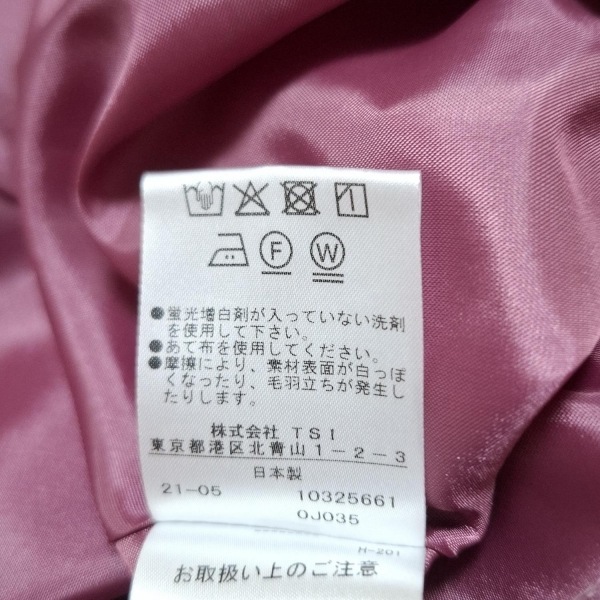 F W
●蛍光増白剤が入っていない洗剤
を使用して下さい。
●あて布を使用してください。
●摩擦により、素材表面が白っぽ
くなったり、毛羽立ちが発生し
たりします。
株式会社 TSI
東京都港区北青山1-2-3
日本製
21-05 10325661
0J035
H-201
お取扱い上のご注意